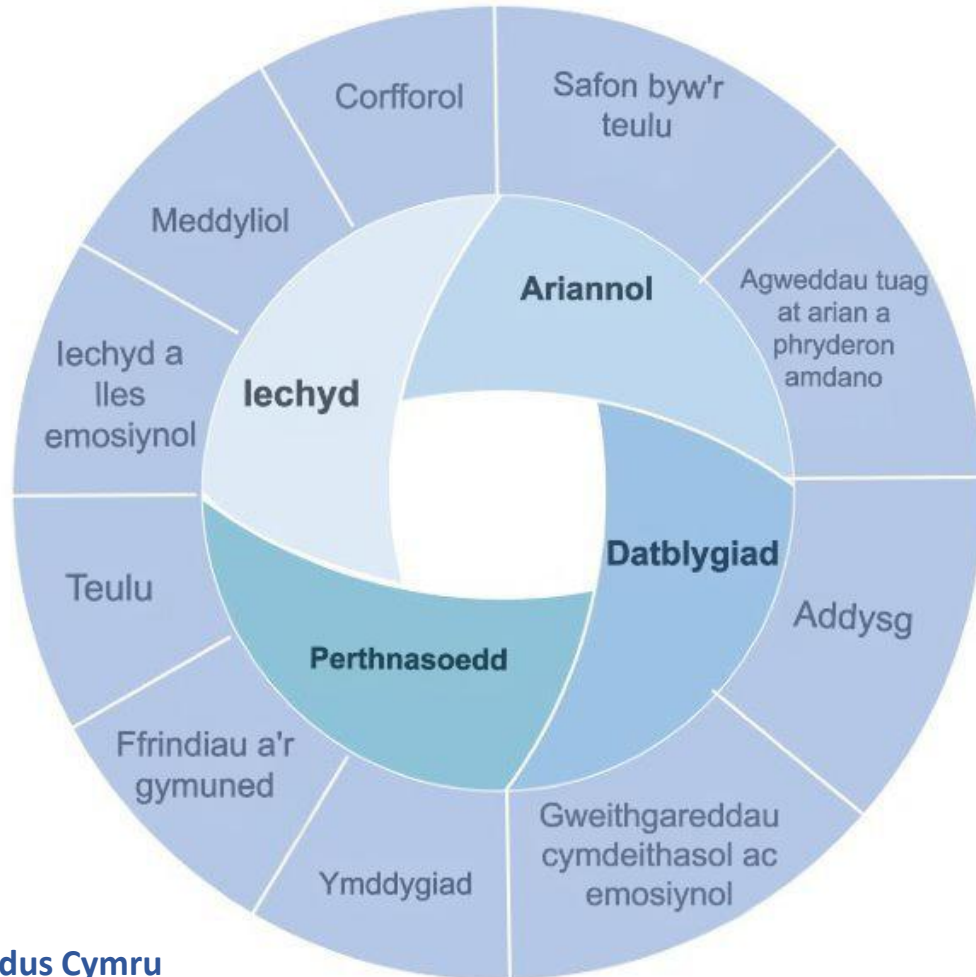 Corfforol
Safon byw'r
teulu
Meddyliol
Agweddau tuag
at arian a
phryderon
amdano
Iechyd a
lles
emosiynol
Ariannol
Iechyd
Datblygiad
Teulu
Addysg
Perthnasoedd
Ffrindiau a'r
gymuned
Gweithgareddau
cymdeithasol ac
emosiynol
Ymddygiad
dus Cymru